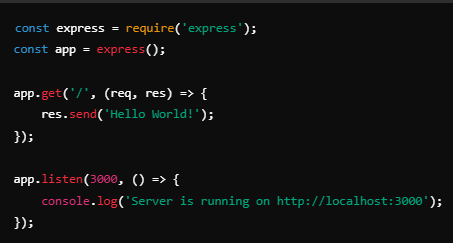 const express = require('express');
const app = express();

app.get('/', (req, res) => {
    res.send('Hello World!');
});

app.listen(3000, () => {
    console.log('Server is running on http://localhost:3000');
});